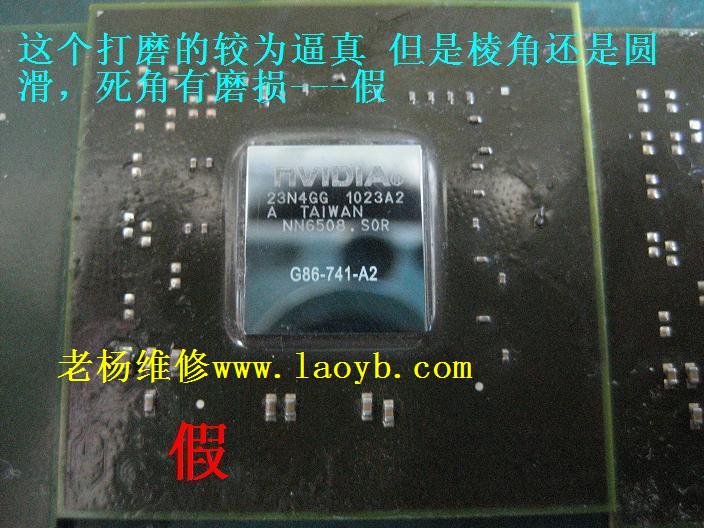 这个打磨的较为逼真 但是棱角还是圆
滑，死角有磨损——假
老杨维修www.laoyb.com
假
NVIDIA®
23N4GG 1023A2
A TAIWAN
NN6508.S0R
G86-741-A2